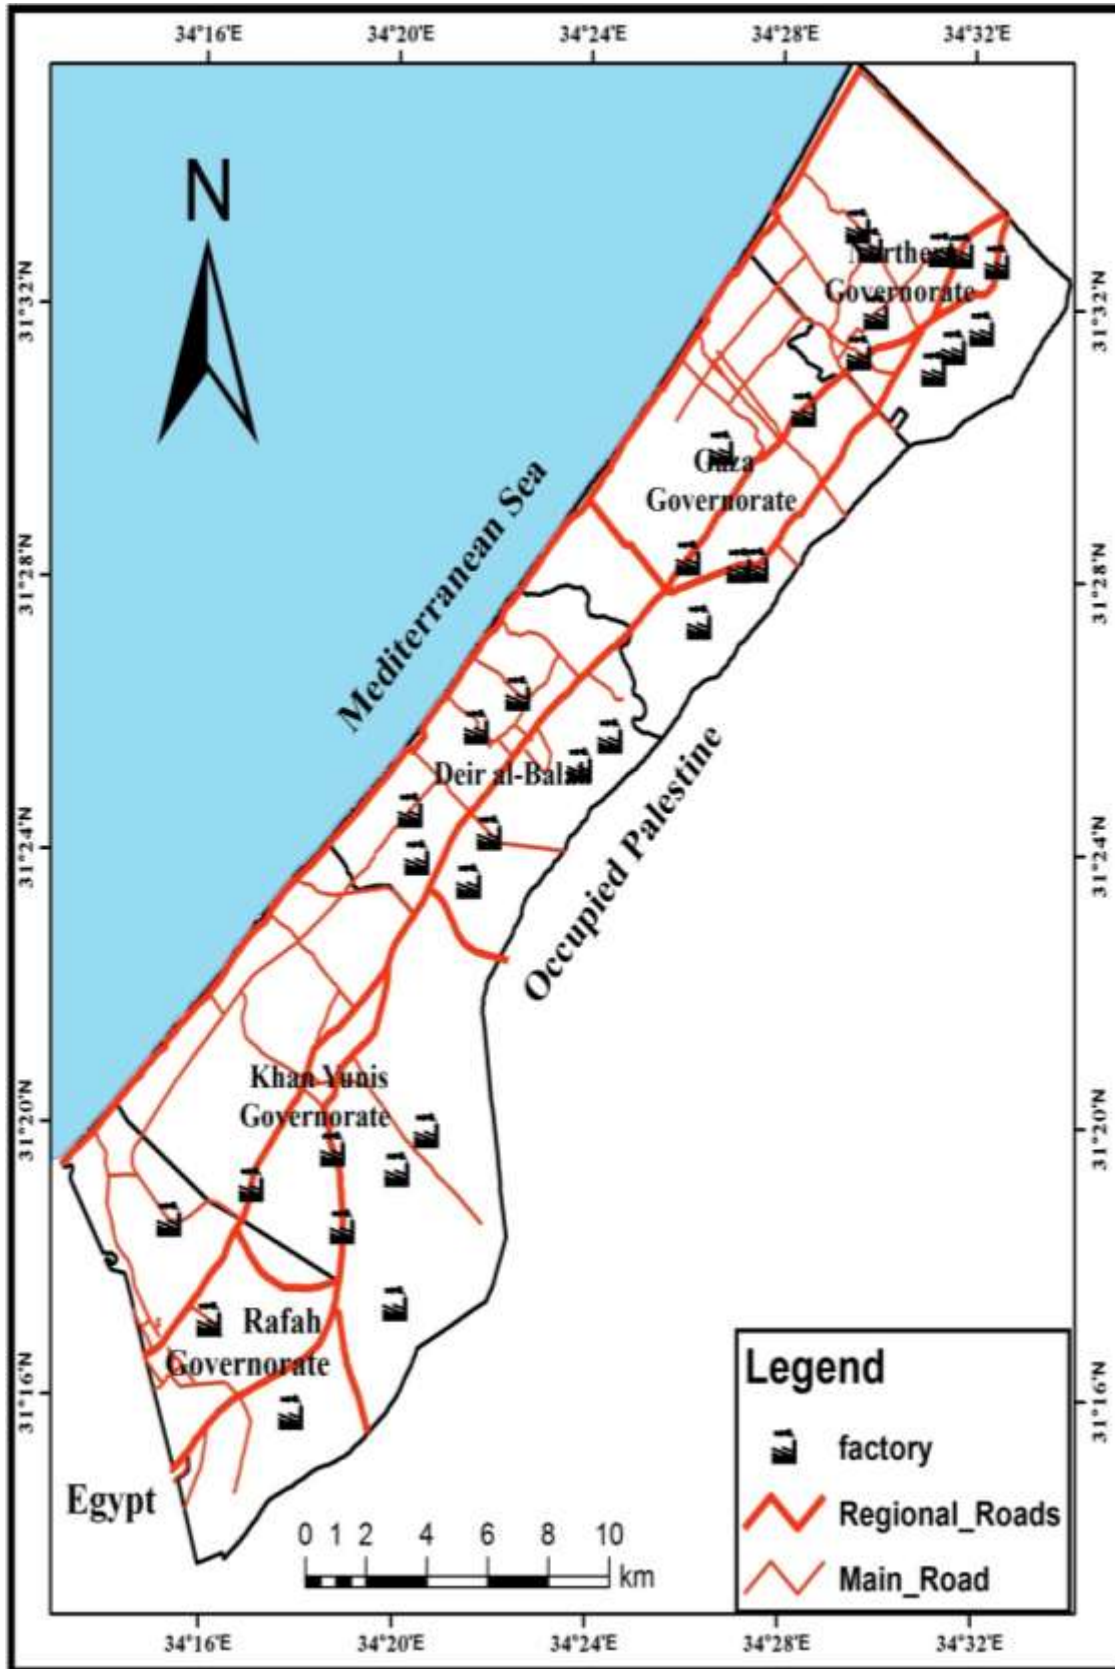 34°16'E 34°20'E 34°24'E 34°28'E 34°32'E
N
Northern
Governorate
31°32'N 31°32'N
Gaza
Governorate
Mediterranean Sea
31°28'N 31°28'N
Deir al-Balah
Occupied Palestine
31°24'N 31°24'N
Khan Yunis
Governorate
31°20'N 31°20'N
Rafah
Governorate
31°16'N 31°16'N
Egypt
Legend
factory
Regional_Roads
Main_Road
0 1 2 4 6 8 10
km
34°16'E 34°20'E 34°24'E 34°28'E 34°32'E